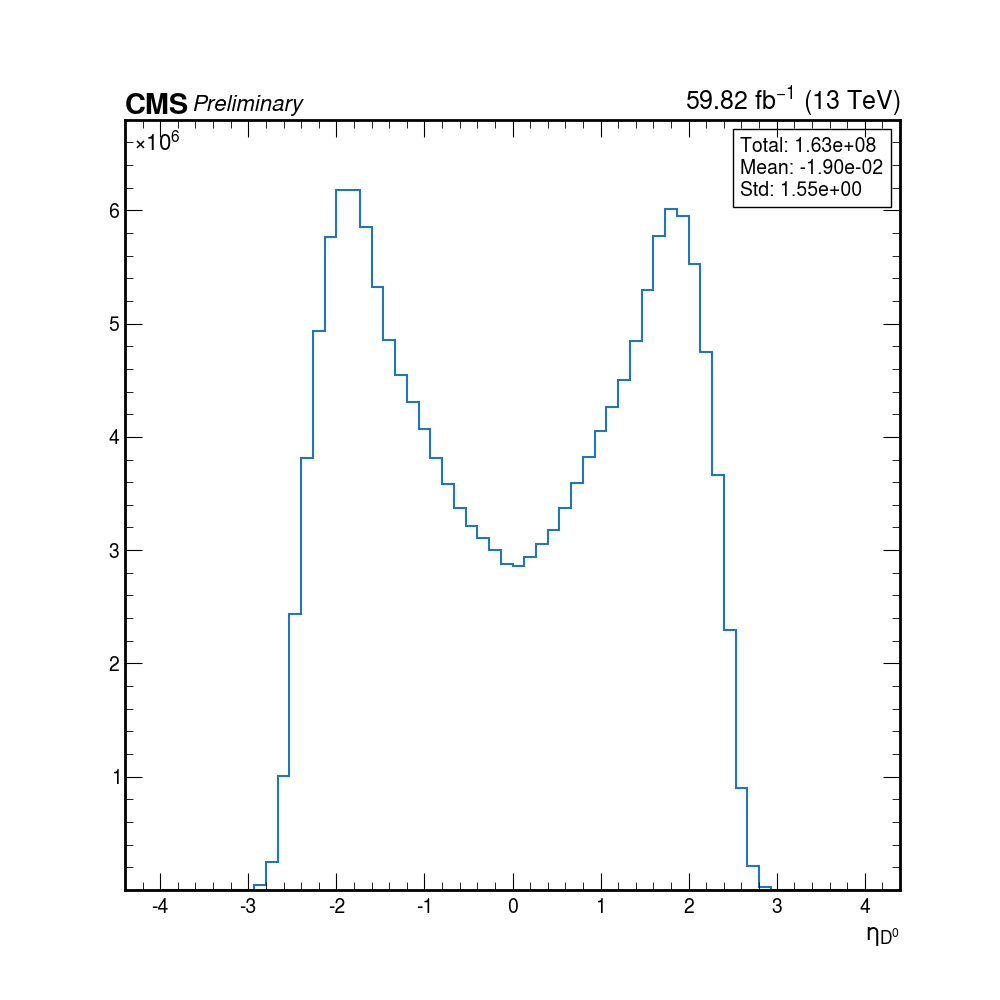 CMS Preliminary
59.82 fb⁻¹ (13 TeV)
×10⁶
Total: 1.63e+08
Mean: -1.90e-02
Std: 1.55e+00
6
5
4
3
2
1
-4 -3 -2 -1 0 1 2 3 4
η_D⁰